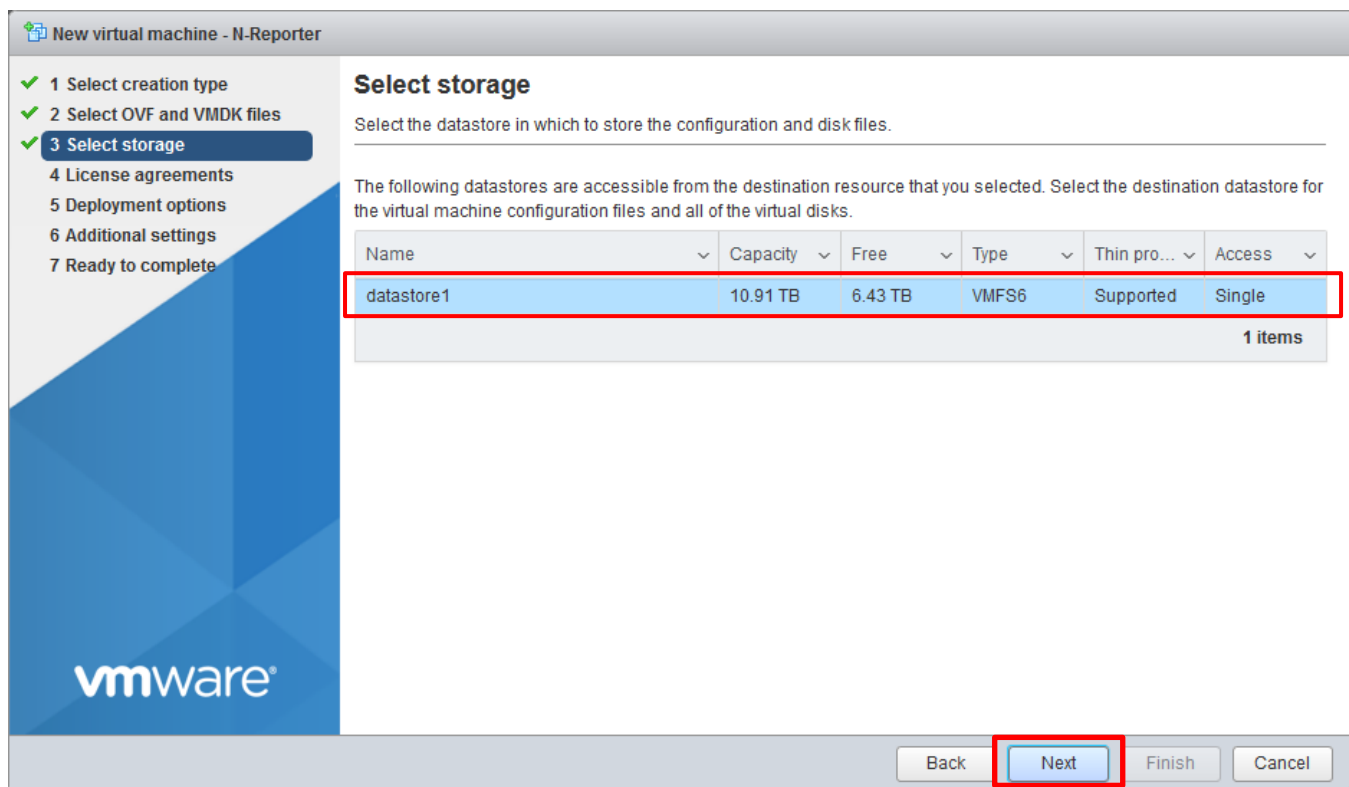 New virtual machine - N-Reporter
1 Select creation type
2 Select OVF and VMDK files
3 Select storage
4 License agreements
5 Deployment options
6 Additional settings
7 Ready to complete
vmware®
Select storage
Select the datastore in which to store the configuration and disk files.
The following datastores are accessible from the destination resource that you selected. Select the destination datastore for
the virtual machine configuration files and all of the virtual disks.
Name Capacity Free Type Thin pro... Access
datastore1 10.91 TB 6.43 TB VMFS6 Supported Single
1 items
Back Next Finish Cancel